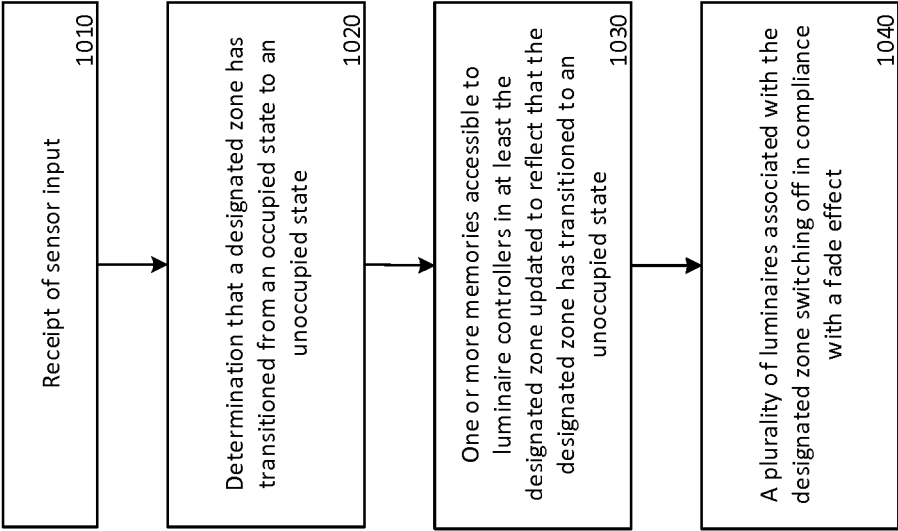 Receipt of sensor input
1010
Determination that a designated zone has
transitioned from an occupied state to an
unoccupied state
1020
One or more memories accessible to
luminaire controllers in at least the
designated zone updated to reflect that the
designated zone has transitioned to an
unoccupied state
1030
A plurality of luminaires associated with the
designated zone switching off in compliance
with a fade effect
1040